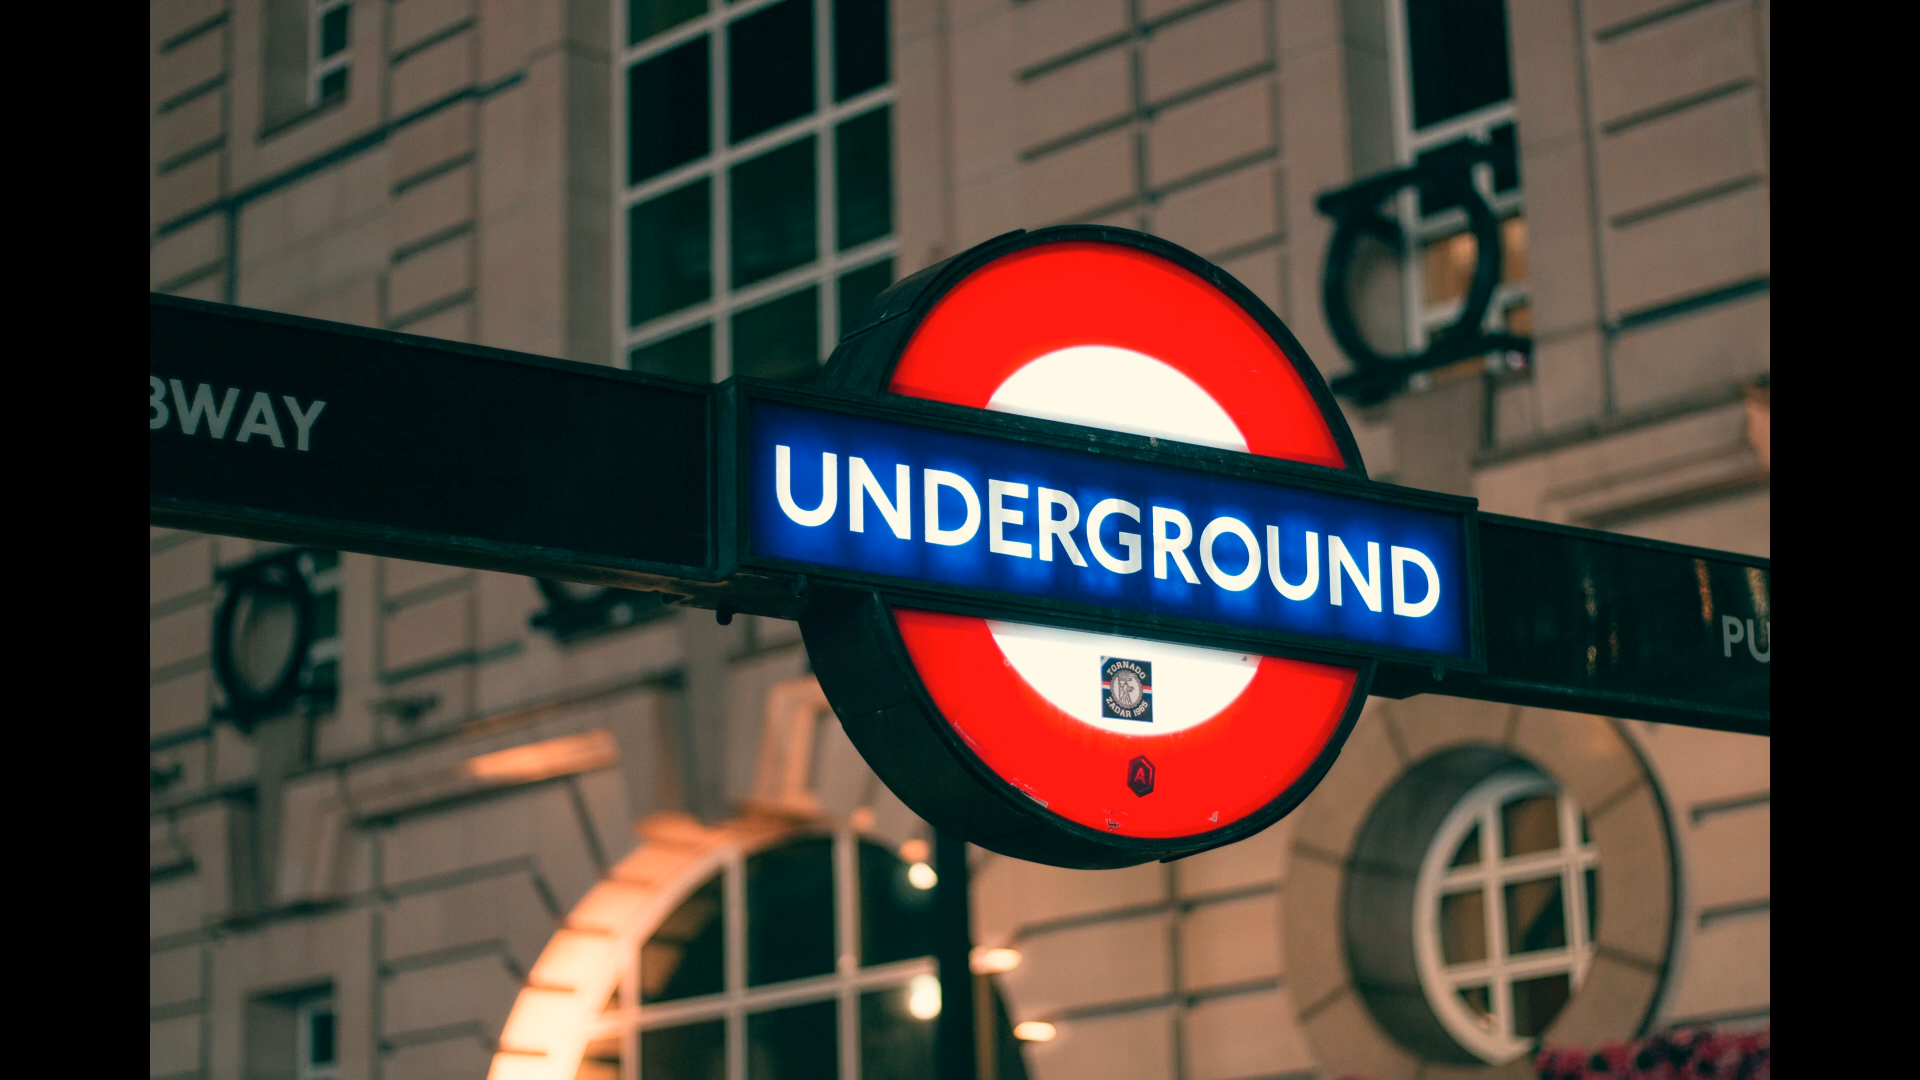 BWAY
UNDERGROUND
PU
TORNADO
ZADAR 1965
A